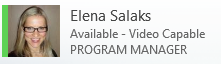 Elena Salaks
Available - Video Capable
PROGRAM MANAGER